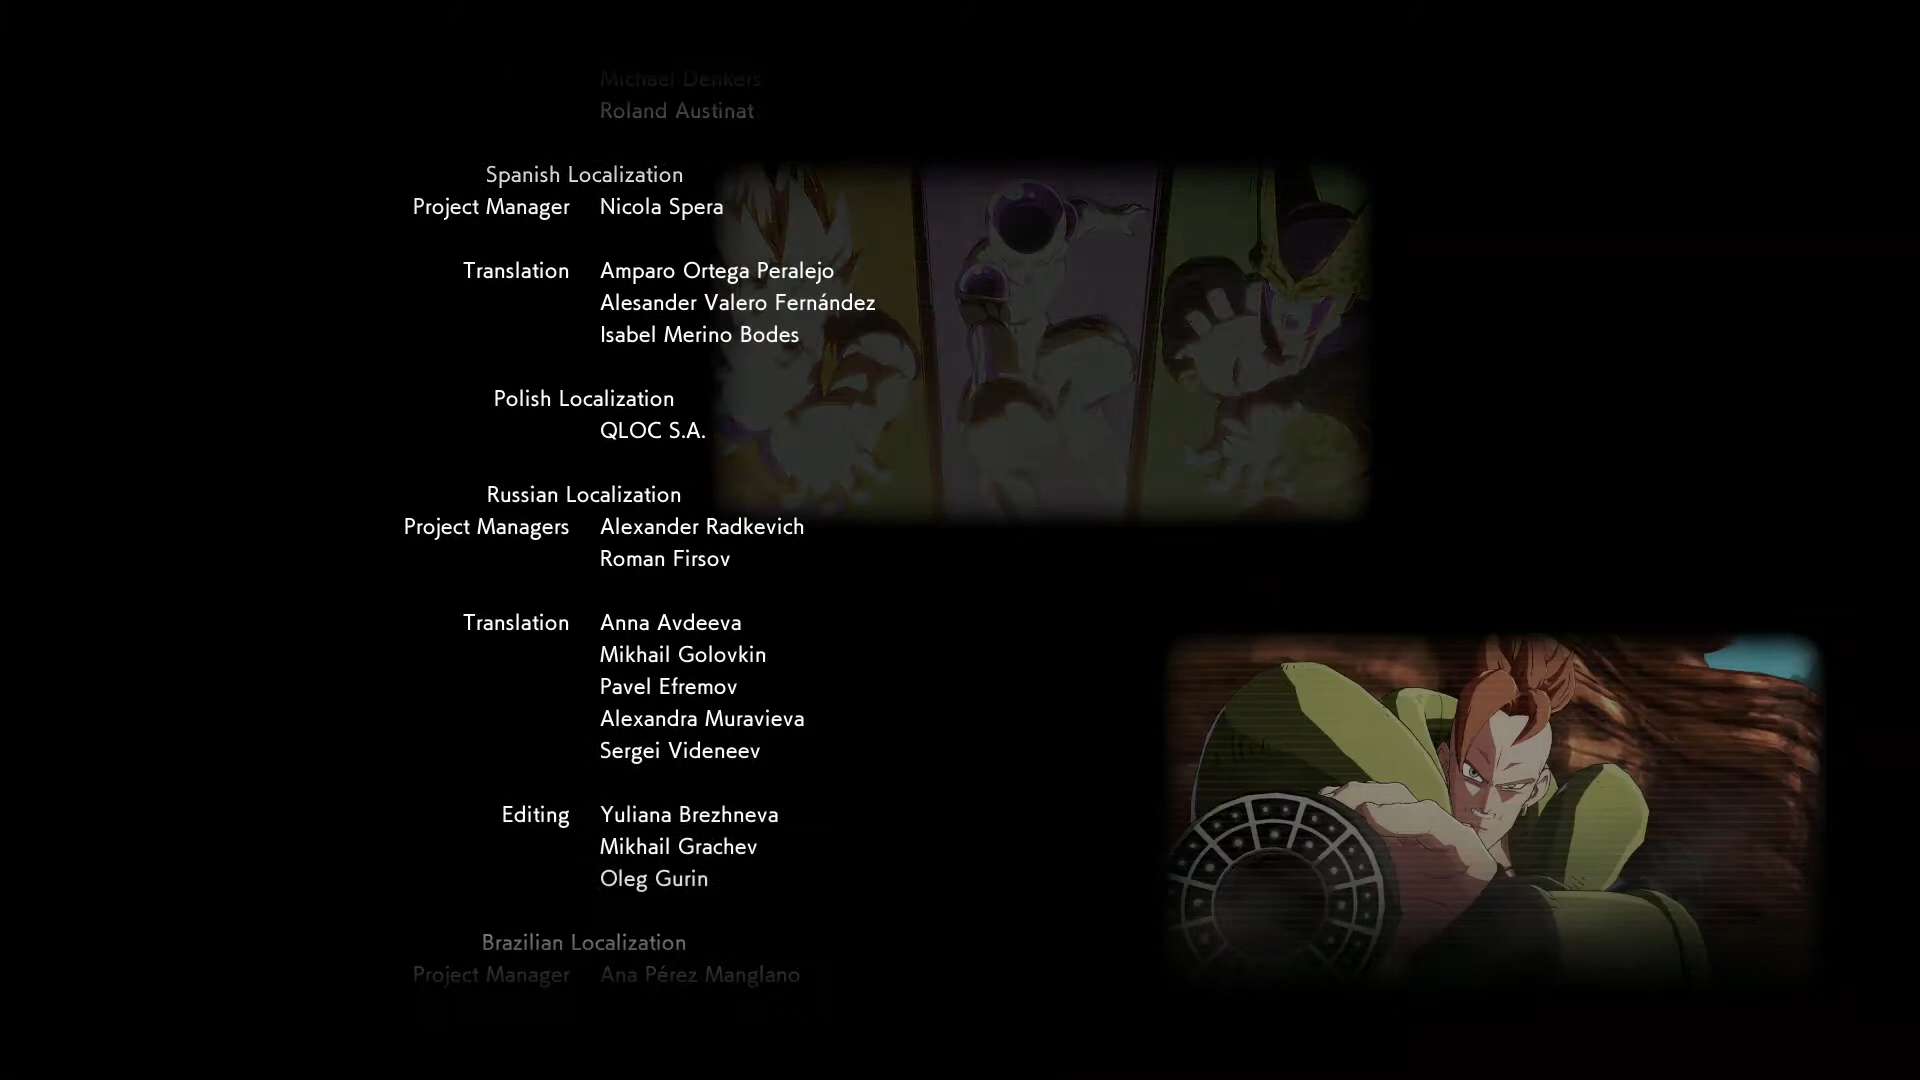 Michael Denkers
Roland Austinat
Spanish Localization
Project Manager Nicola Spera
Translation Amparo Ortega Peralejo
Alesander Valero Fernández
Isabel Merino Bodes
Polish Localization
QLOC S.A.
Russian Localization
Project Managers Alexander Radkevich
Roman Firsov
Translation Anna Avdeeva
Mikhail Golovkin
Pavel Efremov
Alexandra Muravieva
Sergei Videneev
Editing Yuliana Brezhneva
Mikhail Grachev
Oleg Gurin
Brazilian Localization
Project Manager Ana Pérez Manglano